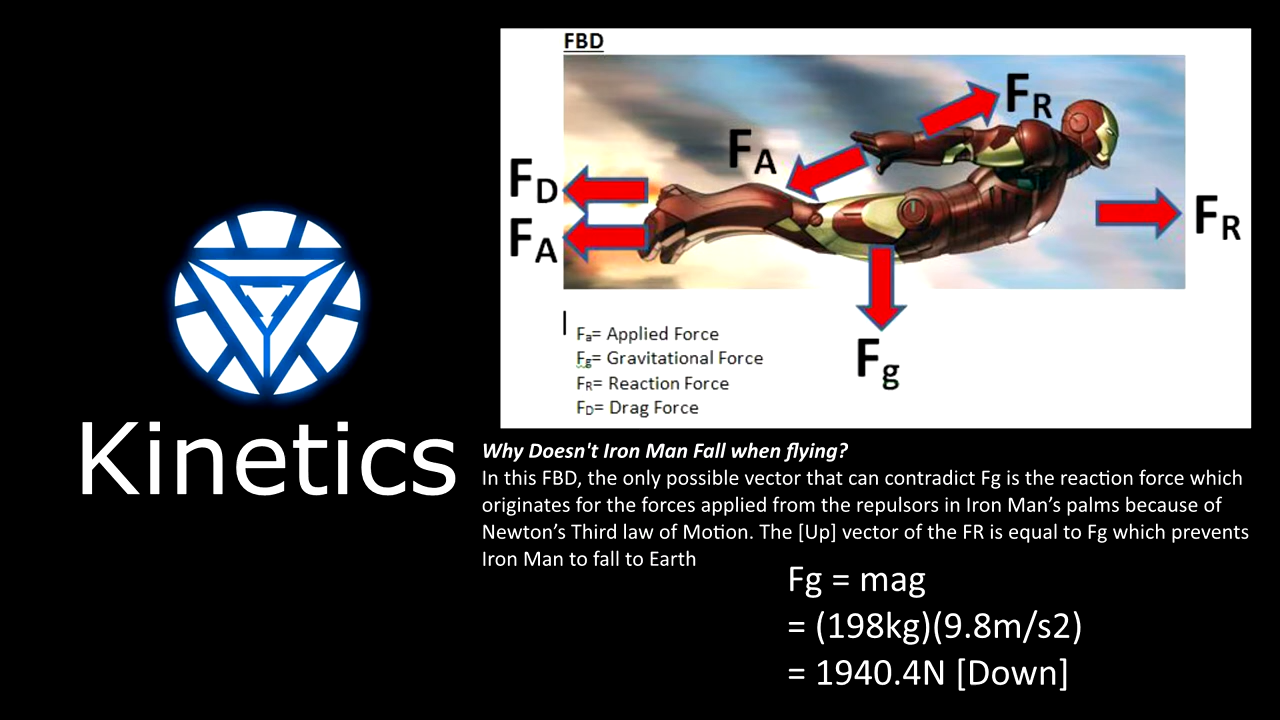 FBD
FR
FA
FD
FA
FR
Fg
Fa= Applied Force
Fg= Gravitational Force
FR= Reaction Force
FD= Drag Force
Kinetics
Why Doesn't Iron Man Fall when flying?
In this FBD, the only possible vector that can contradict Fg is the reaction force which
originates for the forces applied from the repulsors in Iron Man’s palms because of
Newton’s Third law of Motion. The [Up] vector of the FR is equal to Fg which prevents
Iron Man to fall to Earth
Fg = mag
= (198kg)(9.8m/s2)
= 1940.4N [Down]